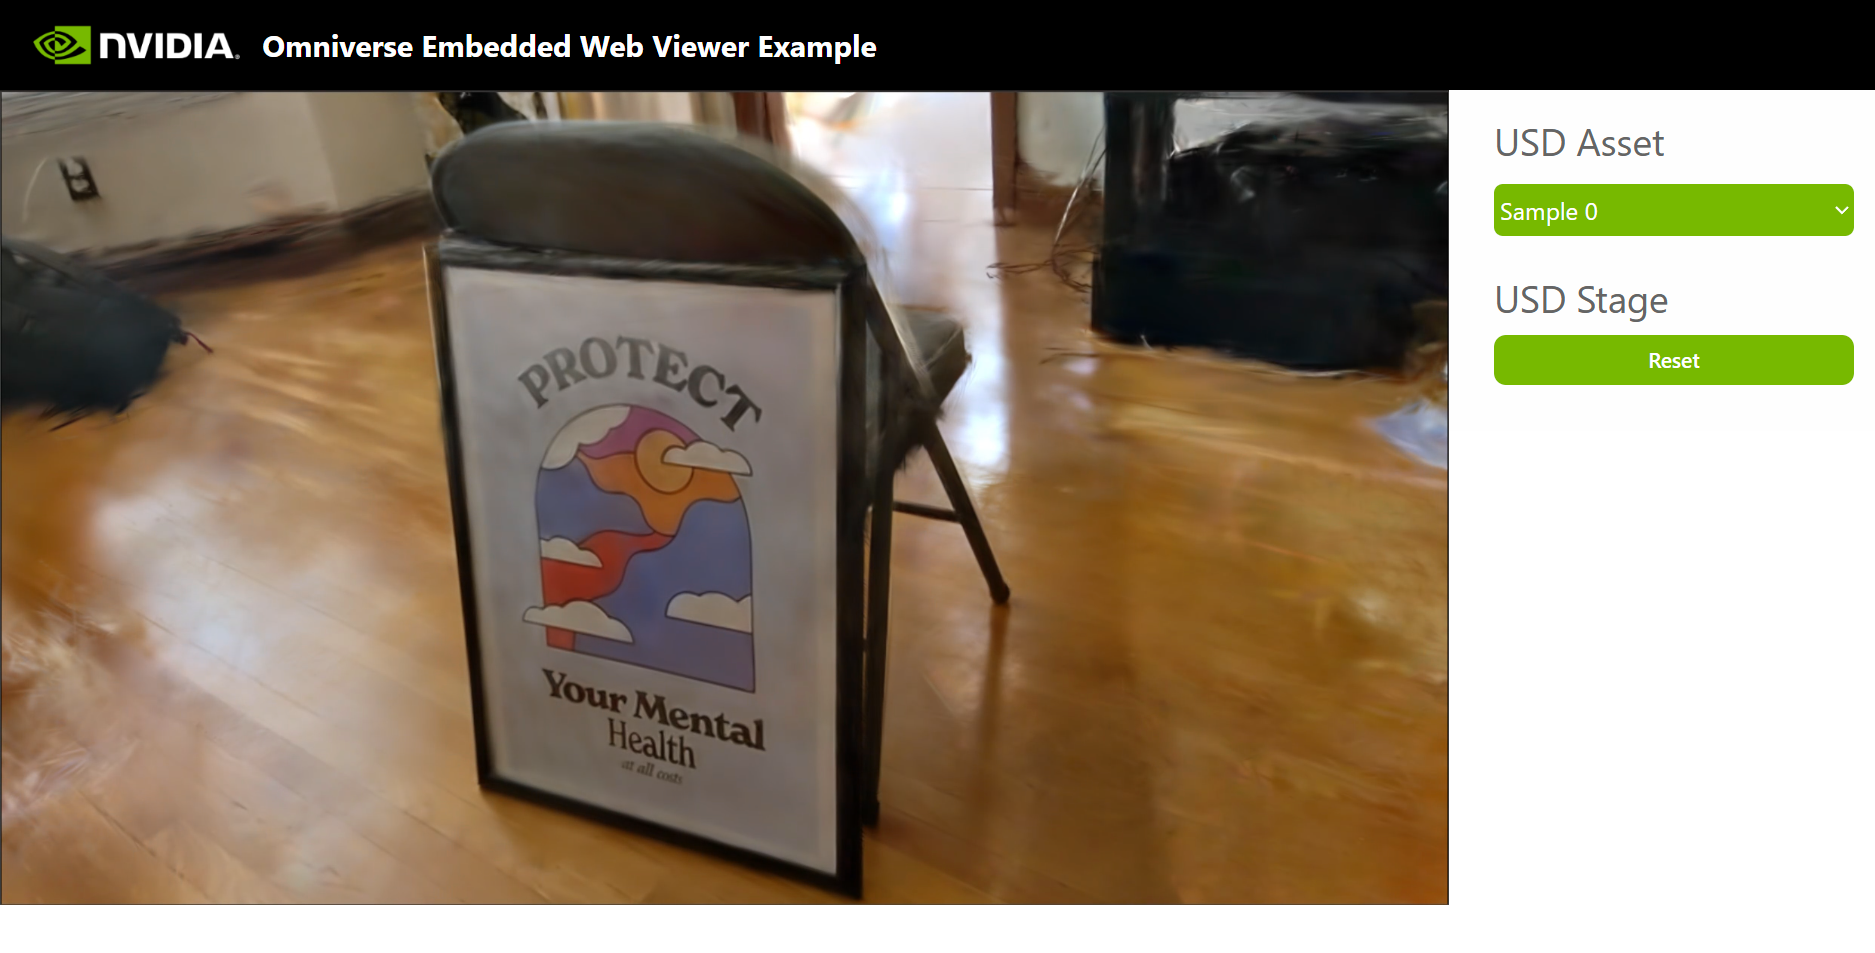 NVIDIA. Omniverse Embedded Web Viewer Example
USD Asset
Sample 0
USD Stage
Reset
PROTECT
Your Mental
Health
at all costs